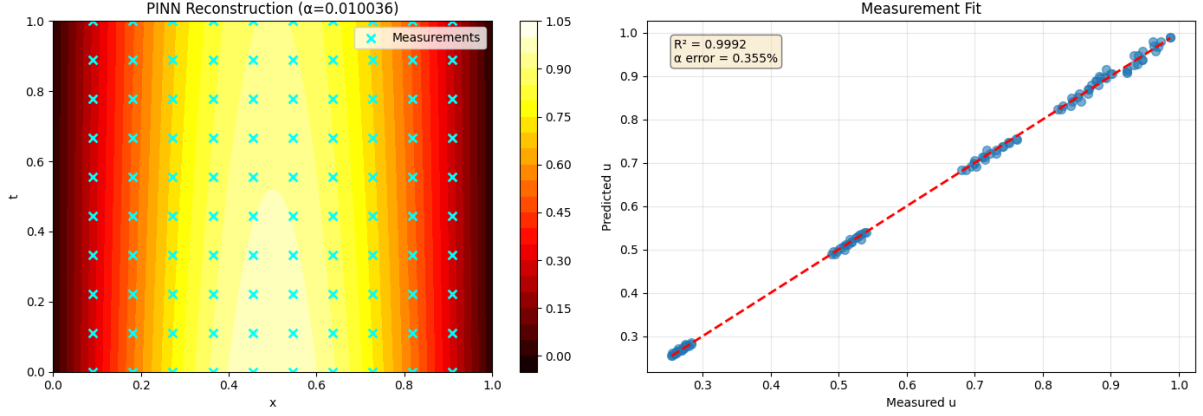 PINN Reconstruction (α=0.010036)
Measurements
1.0
0.8
0.6
0.4
0.2
0.0
t
0.0 0.2 0.4 0.6 0.8 1.0
x
1.05
0.90
0.75
0.60
0.45
0.30
0.15
0.00
Measurement Fit
R² = 0.9992
α error = 0.355%
1.0
0.9
0.8
0.7
0.6
0.5
0.4
0.3
Predicted u
0.3 0.4 0.5 0.6 0.7 0.8 0.9 1.0
Measured u